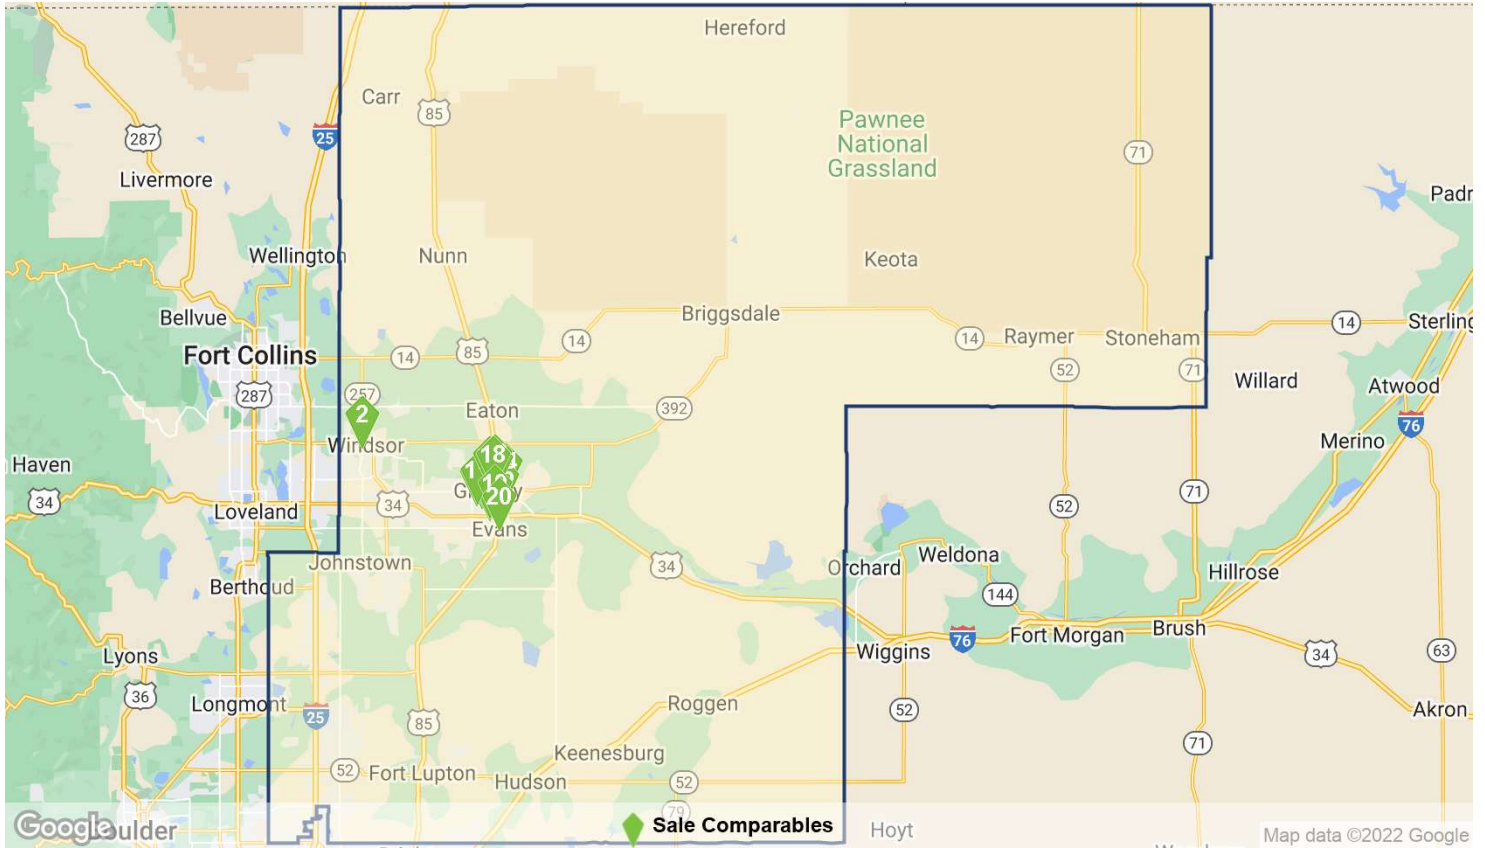 Hereford
Carr
85
Pawnee
National
Grassland
25
287
71
Livermore
Padr
Wellington
Nunn
Keota
Bellvue
Briggsdale
14
Sterling
14
Raymer
Stoneham
Fort Collins
14
85
14
52
71
Willard
Atwood
287
257
Eaton
392
2
76
Windsor
Merino
18
Haven
1
34
20
34
71
52
Loveland
Evans
Johnstown
34
Orchard
Weldona
Hillrose
Berthoud
144
Lyons
76
Fort Morgan
Brush
Wiggins
34
63
36
Longmont
25
Roggen
52
Akron
85
71
Keenesburg
52
Fort Lupton
Hudson
52
79
Google
oulder
Sale Comparables
Hoyt
Map data ©2022 Google